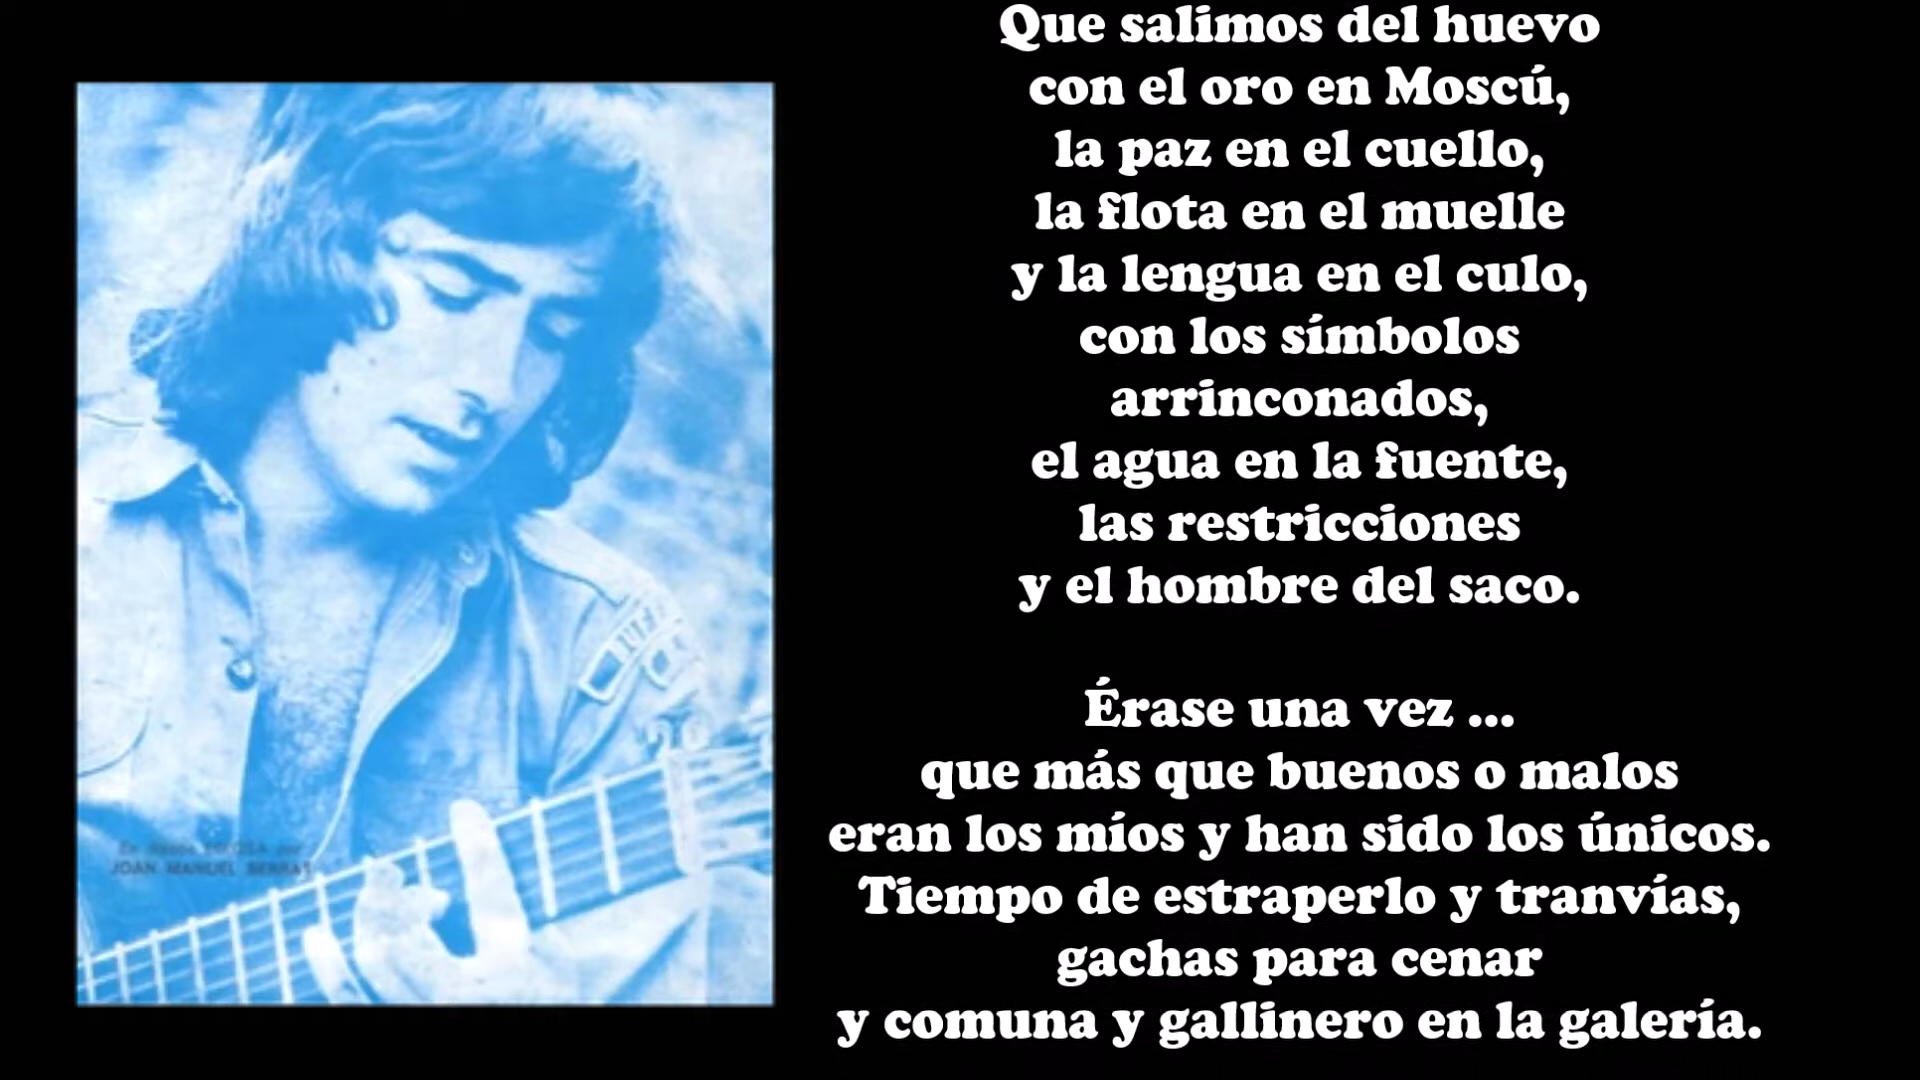 Que salimos del huevo
con el oro en Moscú,
la paz en el cuello,
la flota en el muelle
y la lengua en el culo,
con los símbolos
arrinconados,
el agua en la fuente,
las restricciones
y el hombre del saco.
Érase una vez ...
que más que buenos o malos
eran los míos y han sido los únicos.
Tiempo de estraperlo y tranvías,
gachas para cenar
y comuna y gallinero en la galería.
JOAN MANUEL SERRAT